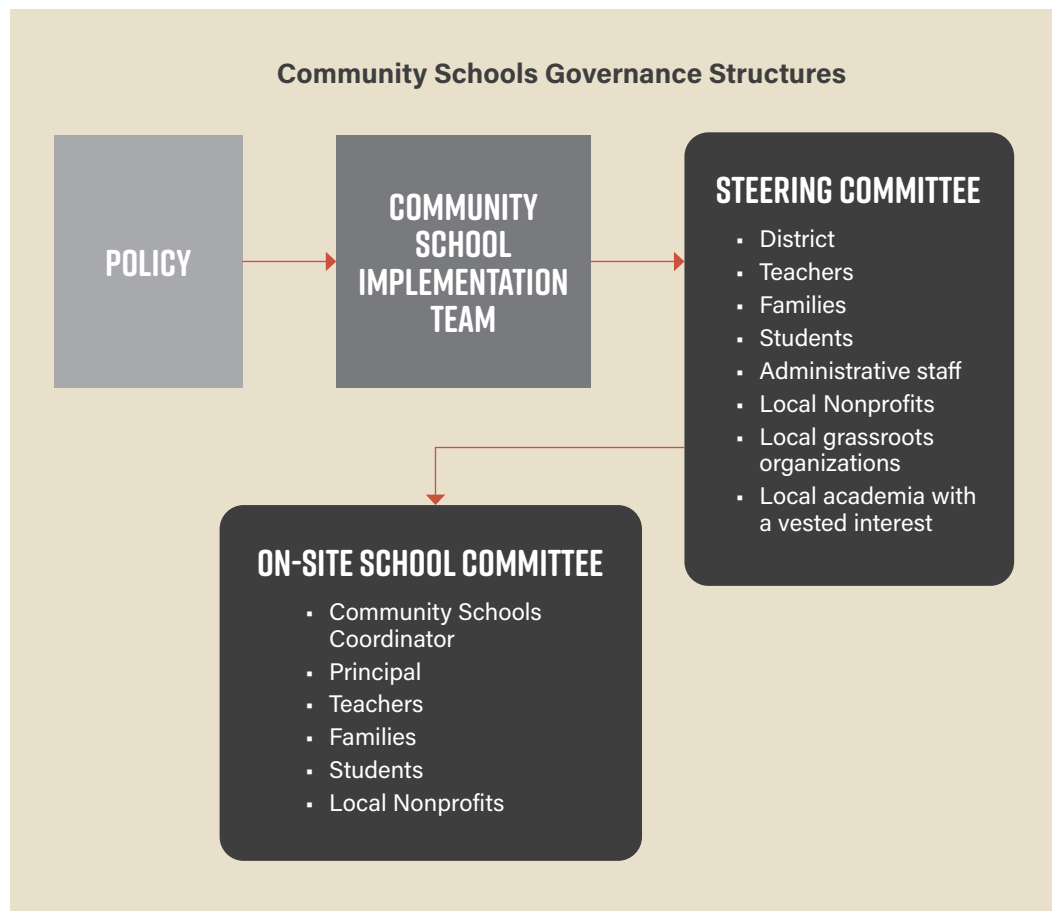 Community Schools Governance Structures
POLICY
COMMUNITY
SCHOOL
IMPLEMENTATION
TEAM
STEERING COMMITTEE
▪ District
▪ Teachers
▪ Families
▪ Students
▪ Administrative staff
▪ Local Nonprofits
▪ Local grassroots
organizations
▪ Local academia with
a vested interest
ON-SITE SCHOOL COMMITTEE
▪ Community Schools
Coordinator
▪ Principal
▪ Teachers
▪ Families
▪ Students
▪ Local Nonprofits